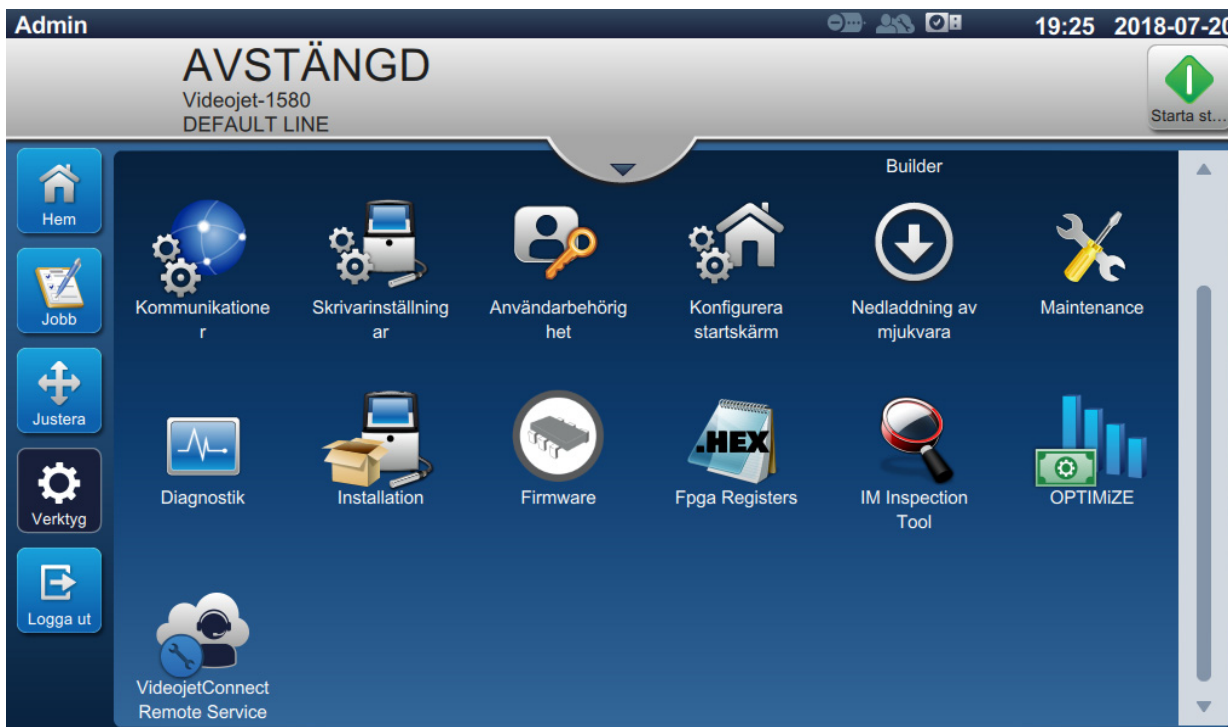 Admin
19:25 2018-07-20
AVSTÄNGD
Videojet-1580
DEFAULT LINE
Starta st...
Hem
Jobb
Justera
Verktyg
Logga ut
Builder
Kommunikatione
r
Skrivarinställning
ar
Användarbehörig
het
Konfigurera
startskärm
Nedladdning av
mjukvara
Maintenance
Diagnostik
Installation
Firmware
.HEX
Fpga Registers
IM Inspection
Tool
OPTIMiZE
VideojetConnect
Remote Service